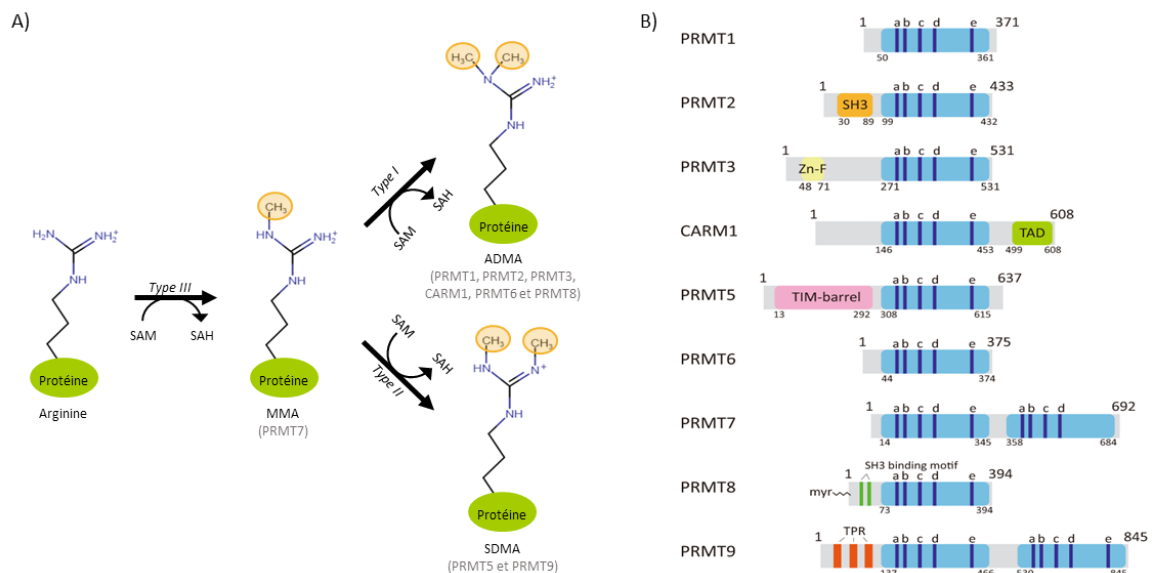 A)
H₃C
CH₃
N
NH₂⁺
NH
Type I
SAM
SAH
Protéine
ADMA
(PRMT1, PRMT2, PRMT3,
CARM1, PRMT6 et PRMT8)
H₂N
NH₂⁺
NH
Protéine
Arginine
Type III
SAM
SAH
CH₃
HN
NH₂⁺
NH
Protéine
MMA
(PRMT7)
SAM
SAH
Type II
CH₃
CH₃
HN
N⁺
NH
Protéine
SDMA
(PRMT5 et PRMT9)
B)
PRMT1
1 a b c d e 371
50 361
PRMT2
1 a b c d e 433
SH3
30 89 99 432
PRMT3
1 a b c d e 531
Zn-F
48 71 271 531
CARM1
1 a b c d e 608
TAD
146 453 499 608
PRMT5
1 a b c d e 637
TIM-barrel
13 292 308 615
PRMT6
1 a b c d e 375
44 374
PRMT7
1 a b c d e a b c d 692
14 345 358 684
PRMT8
SH3 binding motif
1 a b c d e 394
myr
73 394
PRMT9
TPR
1 a b c d e a b c d e 845
137 466 530 845